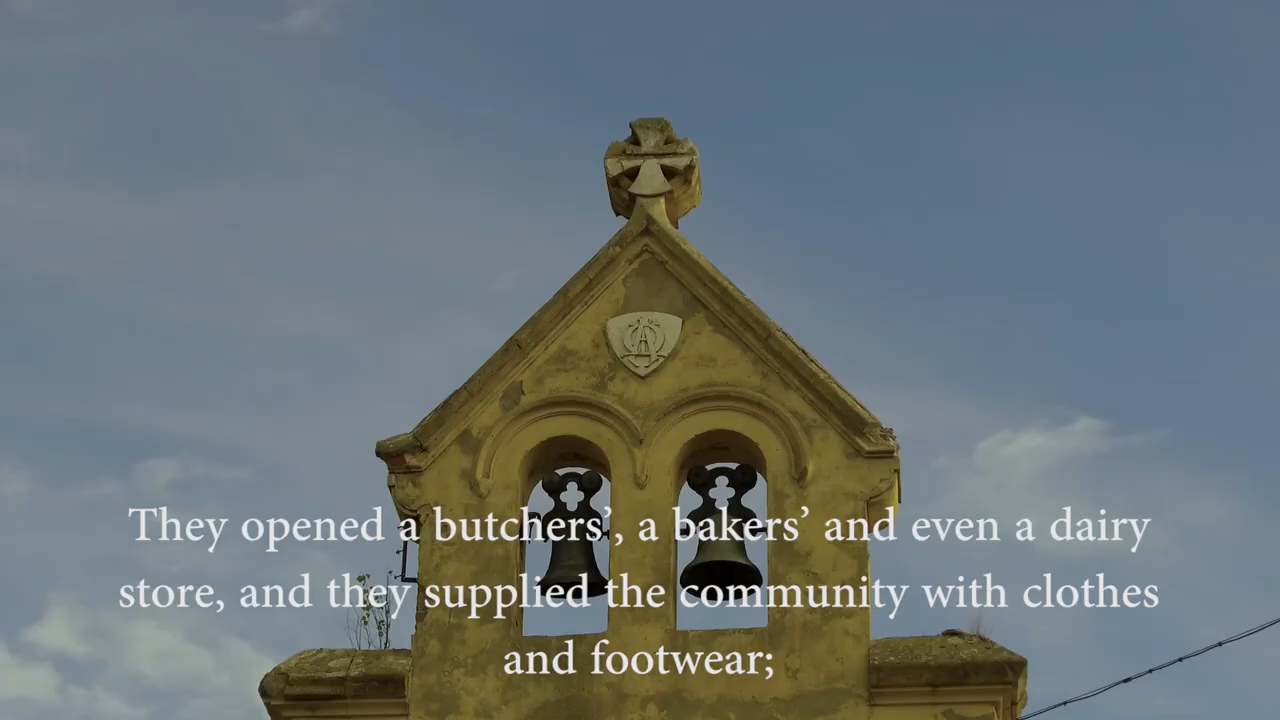 They opened a butchers’, a bakers’ and even a dairy
store, and they supplied the community with clothes
and footwear;